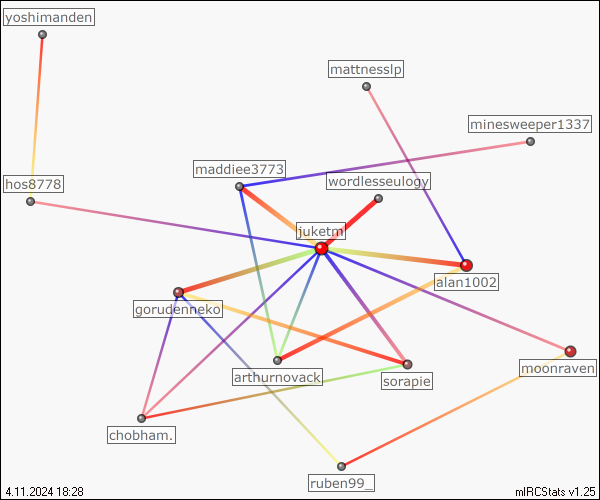 yoshimanden
mattnesslp
minesweeper1337
maddiee3773
wordlesseulogy
hos8778
juketm
alan1002
gorudenneko
moonraven
arthurnovack
sorapie
chobham.
ruben99_
4.11.2024 18:28
mIRCStats v1.25